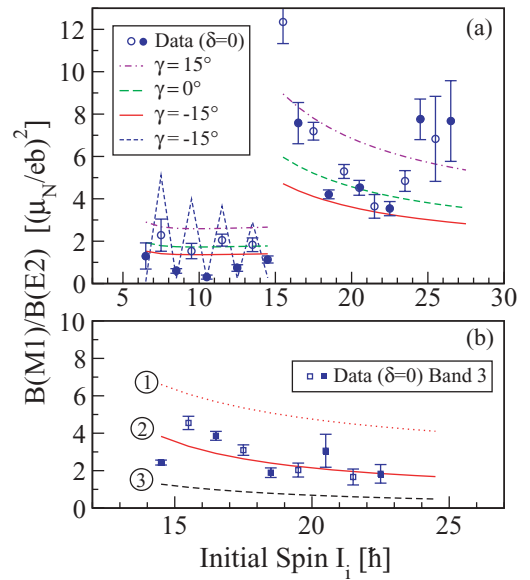 12
10
8
6
4
2
0
(a)
Data (δ=0)
γ = 15°
γ = 0°
γ = -15°
γ = -15°
5 10 15 20 25 30
B(M1)/B(E2) [(μN/eb)²]
10
8
6
4
2
0
(b)
Data (δ=0) Band 3
1
2
3
15 20 25
Initial Spin Iᵢ [ħ]